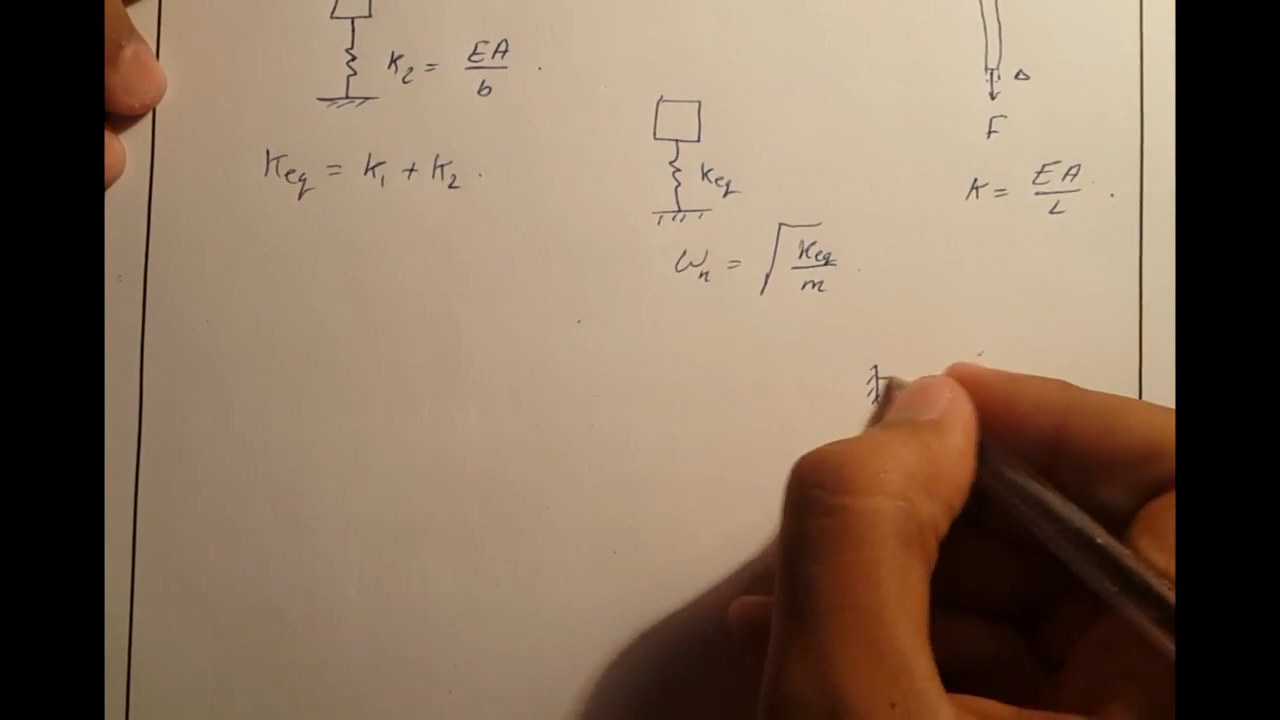 K₂ = EA/b .
Δ
F
Keq = K₁ + K₂ .
Keq
K = EA/L .
ωn = √(Keq/m) .